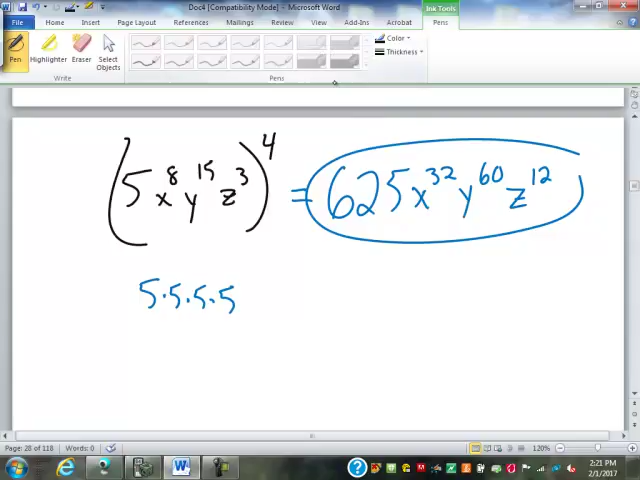 Doc4 [Compatibility Mode] - Microsoft Word
Ink Tools
File Home Insert Page Layout References Mailings Review View Add-Ins Acrobat Pens
Pen Highlighter Eraser Select Objects
Color
Thickness
Write Pens
(5x⁸y¹⁵z³)⁴ = 625x³²y⁶⁰z¹²
5·5·5·5
Page: 28 of 118 Words: 0 120%
2:21 PM
2/1/2017